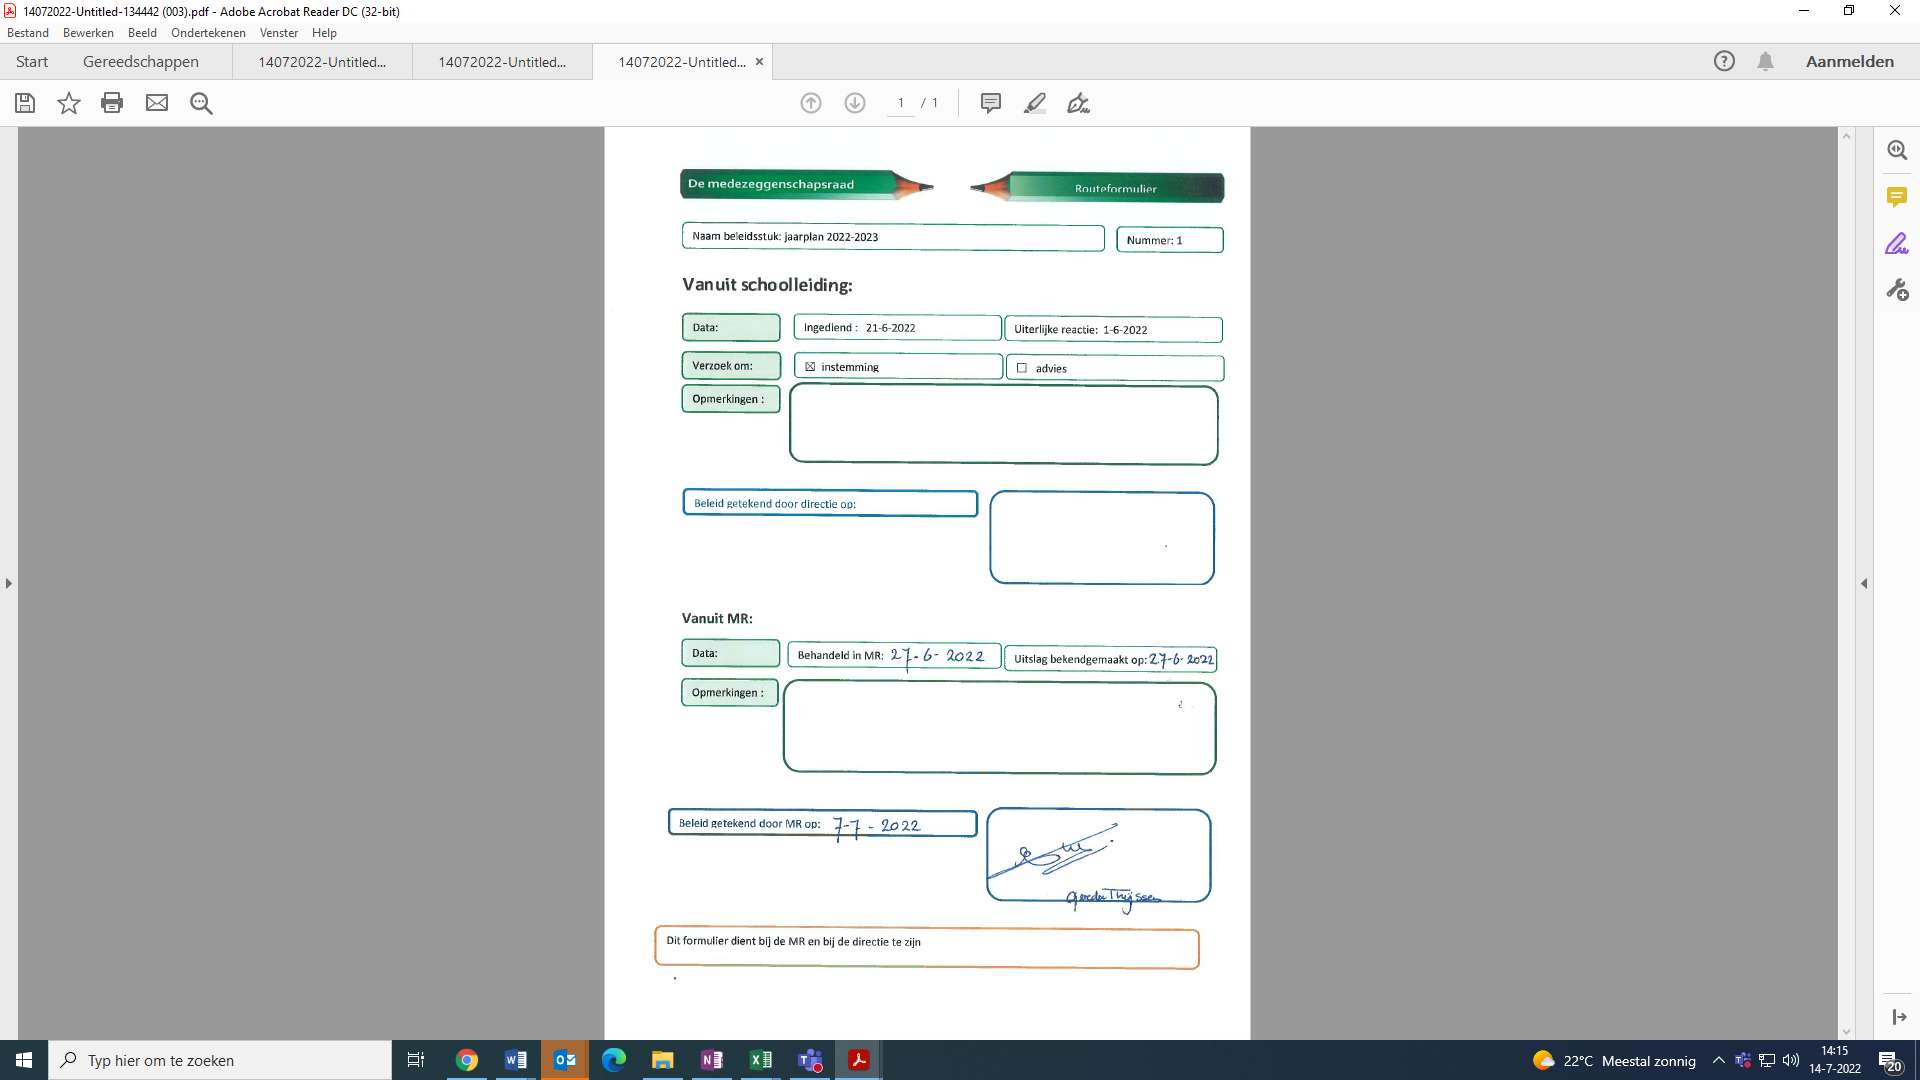 14072022-Untitled-134442 (003).pdf - Adobe Acrobat Reader DC (32-bit)
Bestand Bewerken Beeld Ondertekenen Venster Help
Start Gereedschappen 14072022-Untitled... 14072022-Untitled... 14072022-Untitled... Aanmelden
1 / 1
De medezeggenschapsraad Routeformulier
Naam beleidsstuk: jaarplan 2022-2023 Nummer: 1
Vanuit schoolleiding:
Data: Ingediend : 21-6-2022 Uiterlijke reactie: 1-6-2022
Verzoek om: ☒ instemming ☐ advies
Opmerkingen :
Beleid getekend door directie op:
Vanuit MR:
Data: Behandeld in MR: 27-6-2022 Uitslag bekendgemaakt op: 27-6-2022
Opmerkingen :
Beleid getekend door MR op: 7-7-2022
Thijssen
Dit formulier dient bij de MR en bij de directie te zijn
Typ hier om te zoeken
22°C Meestal zonnig
14:15
14-7-2022
20